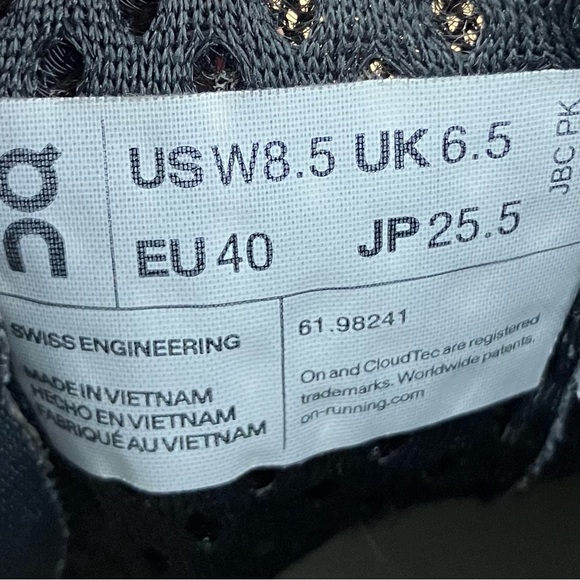 On
US W8.5 UK 6.5
EU 40 JP 25.5
JBC PK
SWISS ENGINEERING
MADE IN VIETNAM
HECHO EN VIETNAM
FABRIQUÉ AU VIETNAM
61.98241
On and CloudTec are registered
trademarks. Worldwide patents.
on-running.com